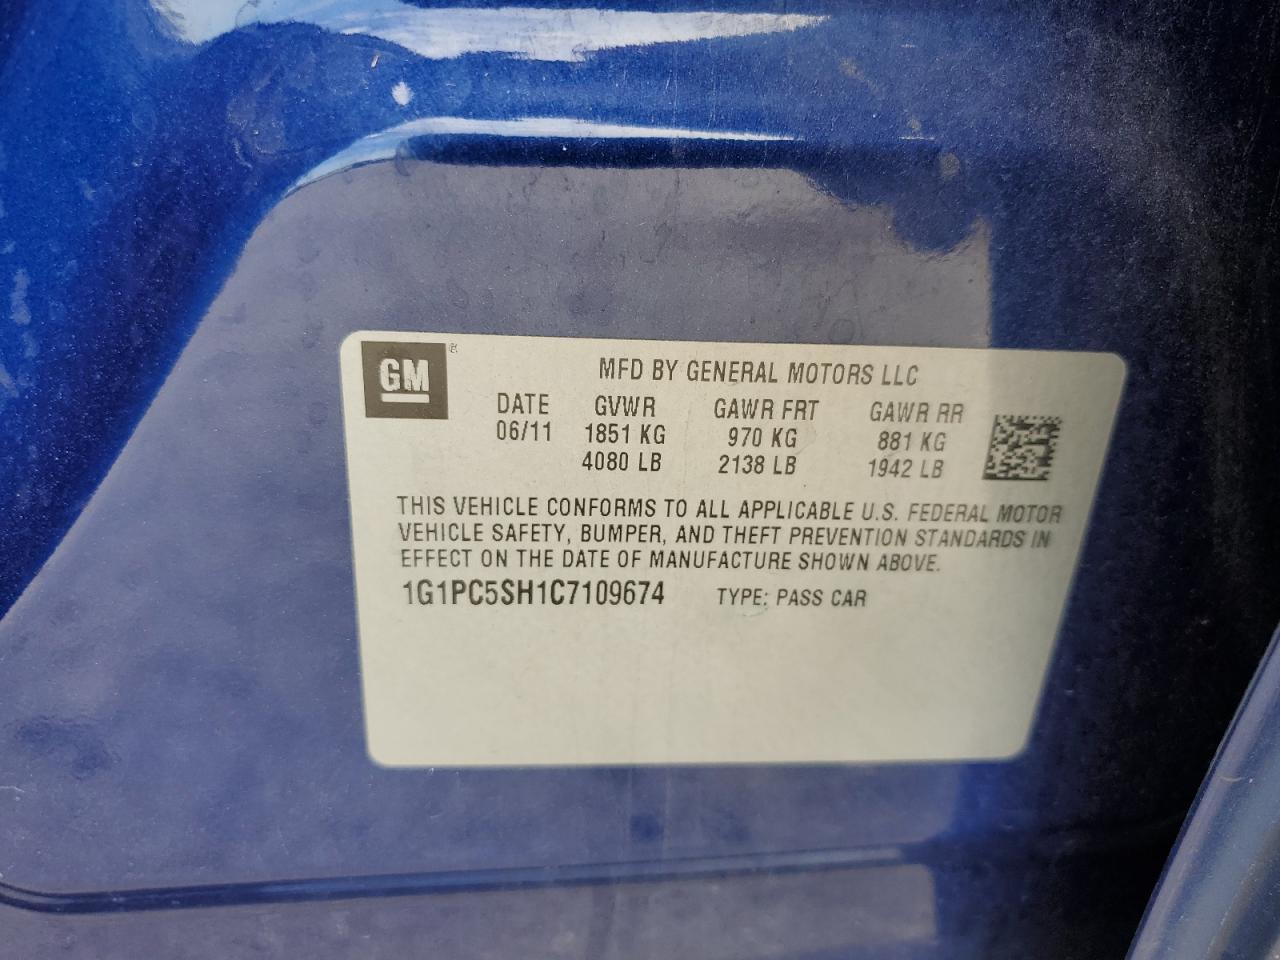 GM ®
MFD BY GENERAL MOTORS LLC
DATE GVWR GAWR FRT GAWR RR
06/11 1851 KG 970 KG 881 KG
4080 LB 2138 LB 1942 LB
THIS VEHICLE CONFORMS TO ALL APPLICABLE U.S. FEDERAL MOTOR
VEHICLE SAFETY, BUMPER, AND THEFT PREVENTION STANDARDS IN
EFFECT ON THE DATE OF MANUFACTURE SHOWN ABOVE.
1G1PC5SH1C7109674 TYPE: PASS CAR